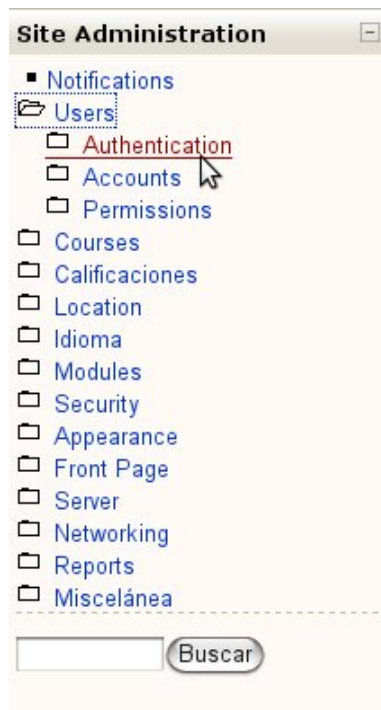 Site Administration
Notifications
Users
Authentication
Accounts
Permissions
Courses
Calificaciones
Location
Idioma
Modules
Security
Appearance
Front Page
Server
Networking
Reports
Miscelánea
Buscar